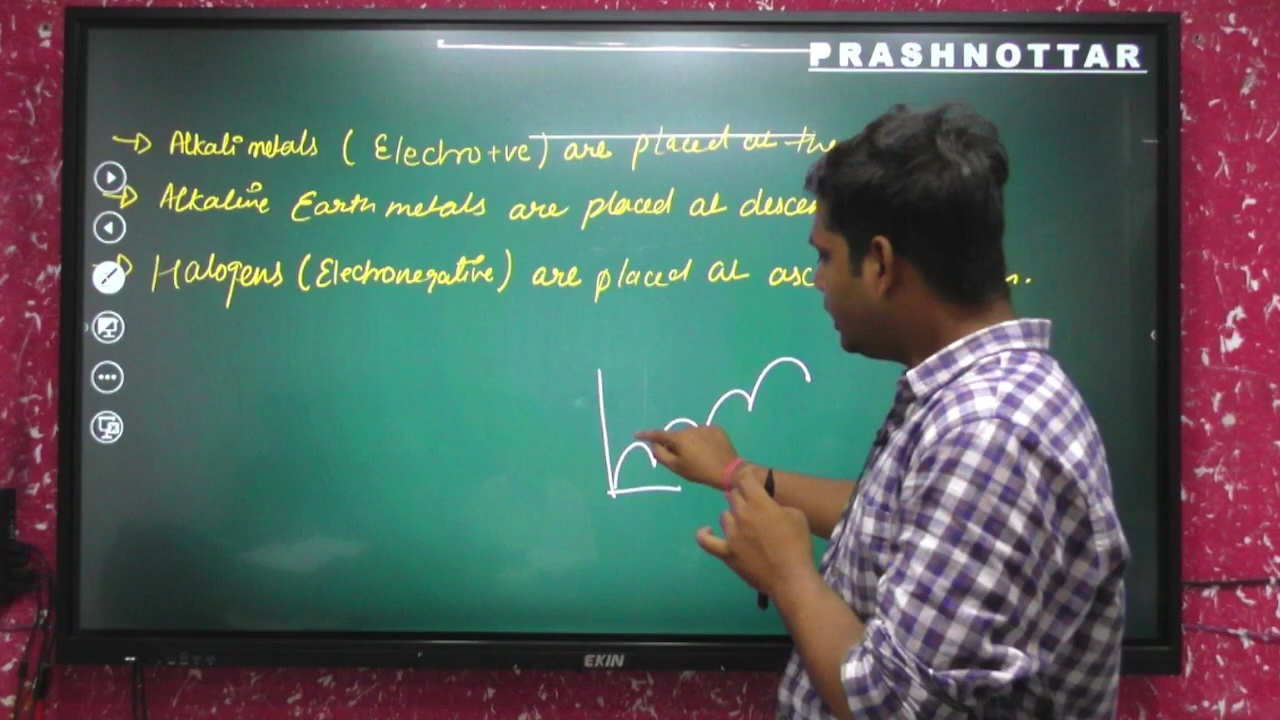 PRASHNOTTAR
Alkali metals (Electro+ve) are placed at the
Alkaline Earth metals are placed at descen
Halogens (Electronegative) are placed at asc n.
EKIN